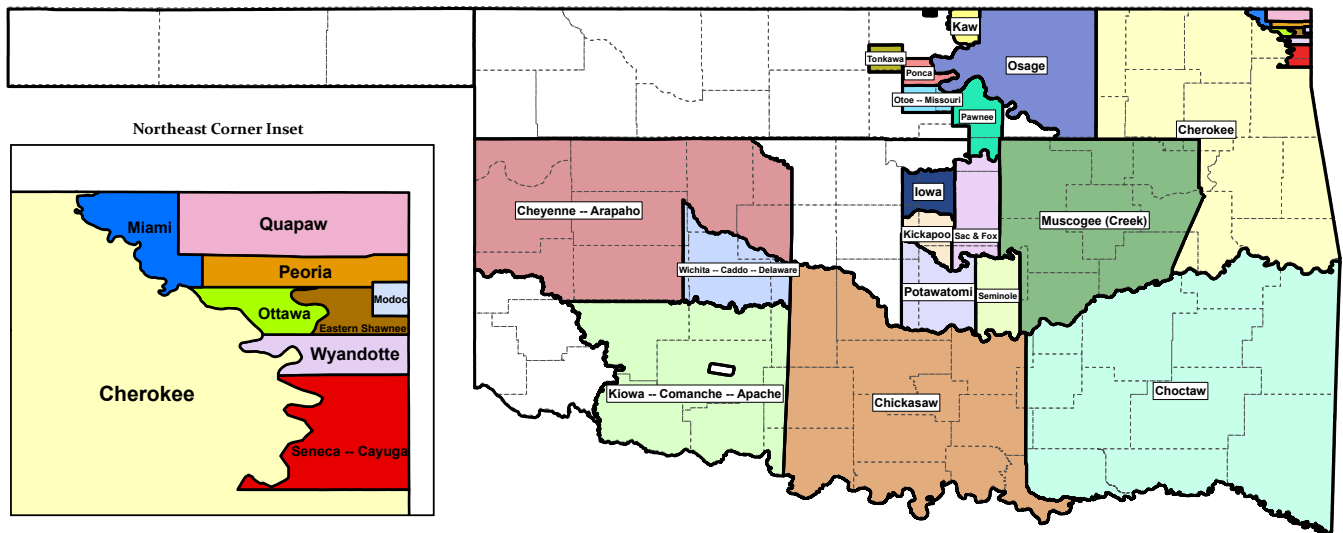 Kaw
Tonkawa
Ponca
Osage
Otoe -- Missouri
Pawnee
Cherokee
Northeast Corner Inset
Miami
Quapaw
Peoria
Modoc
Ottawa
Eastern Shawnee
Wyandotte
Cherokee
Seneca -- Cayuga
Cheyenne -- Arapaho
Iowa
Kickapoo
Sac & Fox
Muscogee (Creek)
Wichita -- Caddo -- Delaware
Potawatomi
Seminole
Kiowa -- Comanche -- Apache
Chickasaw
Choctaw